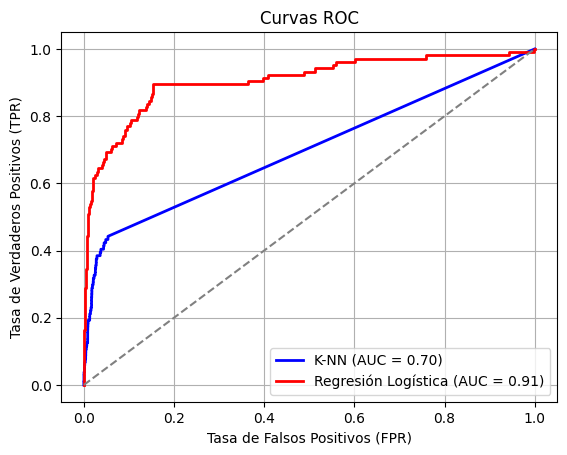 Curvas ROC
Tasa de Verdaderos Positivos (TPR)
1.0
0.8
0.6
0.4
0.2
0.0
0.0 0.2 0.4 0.6 0.8 1.0
Tasa de Falsos Positivos (FPR)
K-NN (AUC = 0.70)
Regresión Logística (AUC = 0.91)